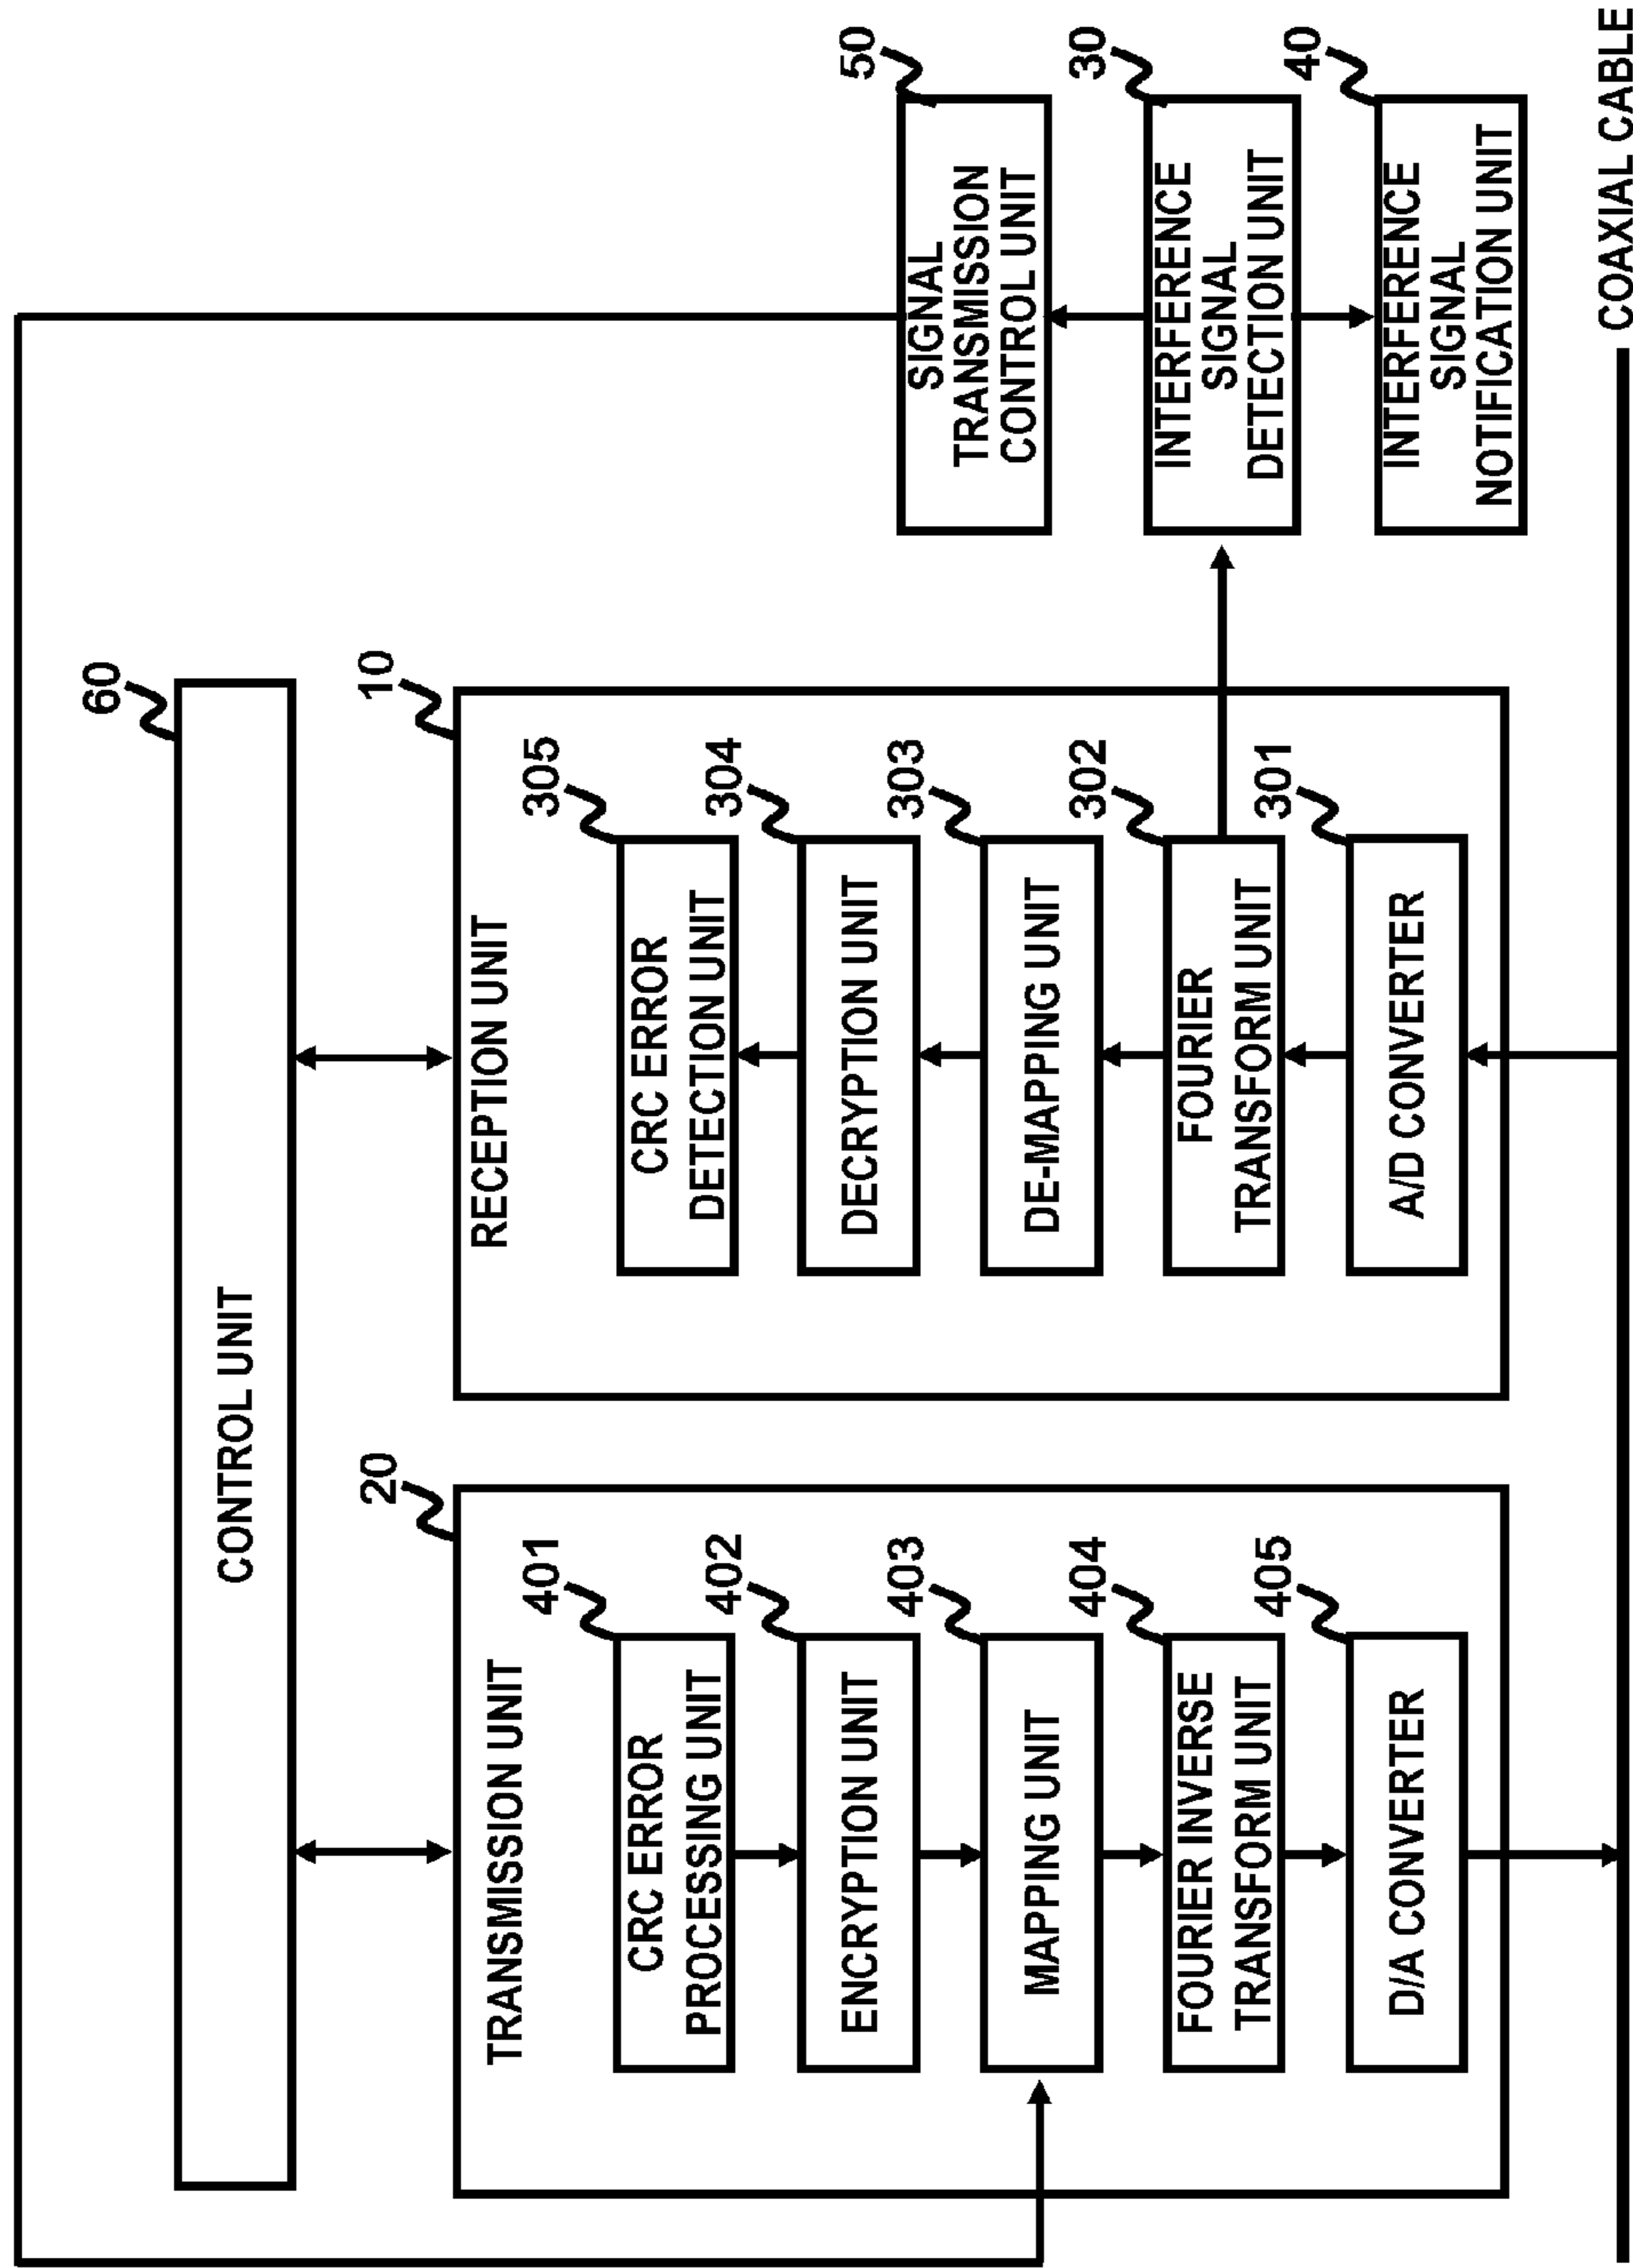 60
CONTROL UNIT
20
TRANSMISSION UNIT
401
CRC ERROR
PROCESSING UNIT
402
ENCRYPTION UNIT
403
MAPPING UNIT
404
FOURIER INVERSE
TRANSFORM UNIT
405
D/A CONVERTER
10
RECEPTION UNIT
305
CRC ERROR
DETECTION UNIT
304
DECRYPTION UNIT
303
DE-MAPPING UNIT
302
FOURIER
TRANSFORM UNIT
301
A/D CONVERTER
50
SIGNAL
TRANSMISSION
CONTROL UNIT
30
INTERFERENCE
SIGNAL
DETECTION UNIT
40
INTERFERENCE
SIGNAL
NOTIFICATION UNIT
COAXIAL CABLE